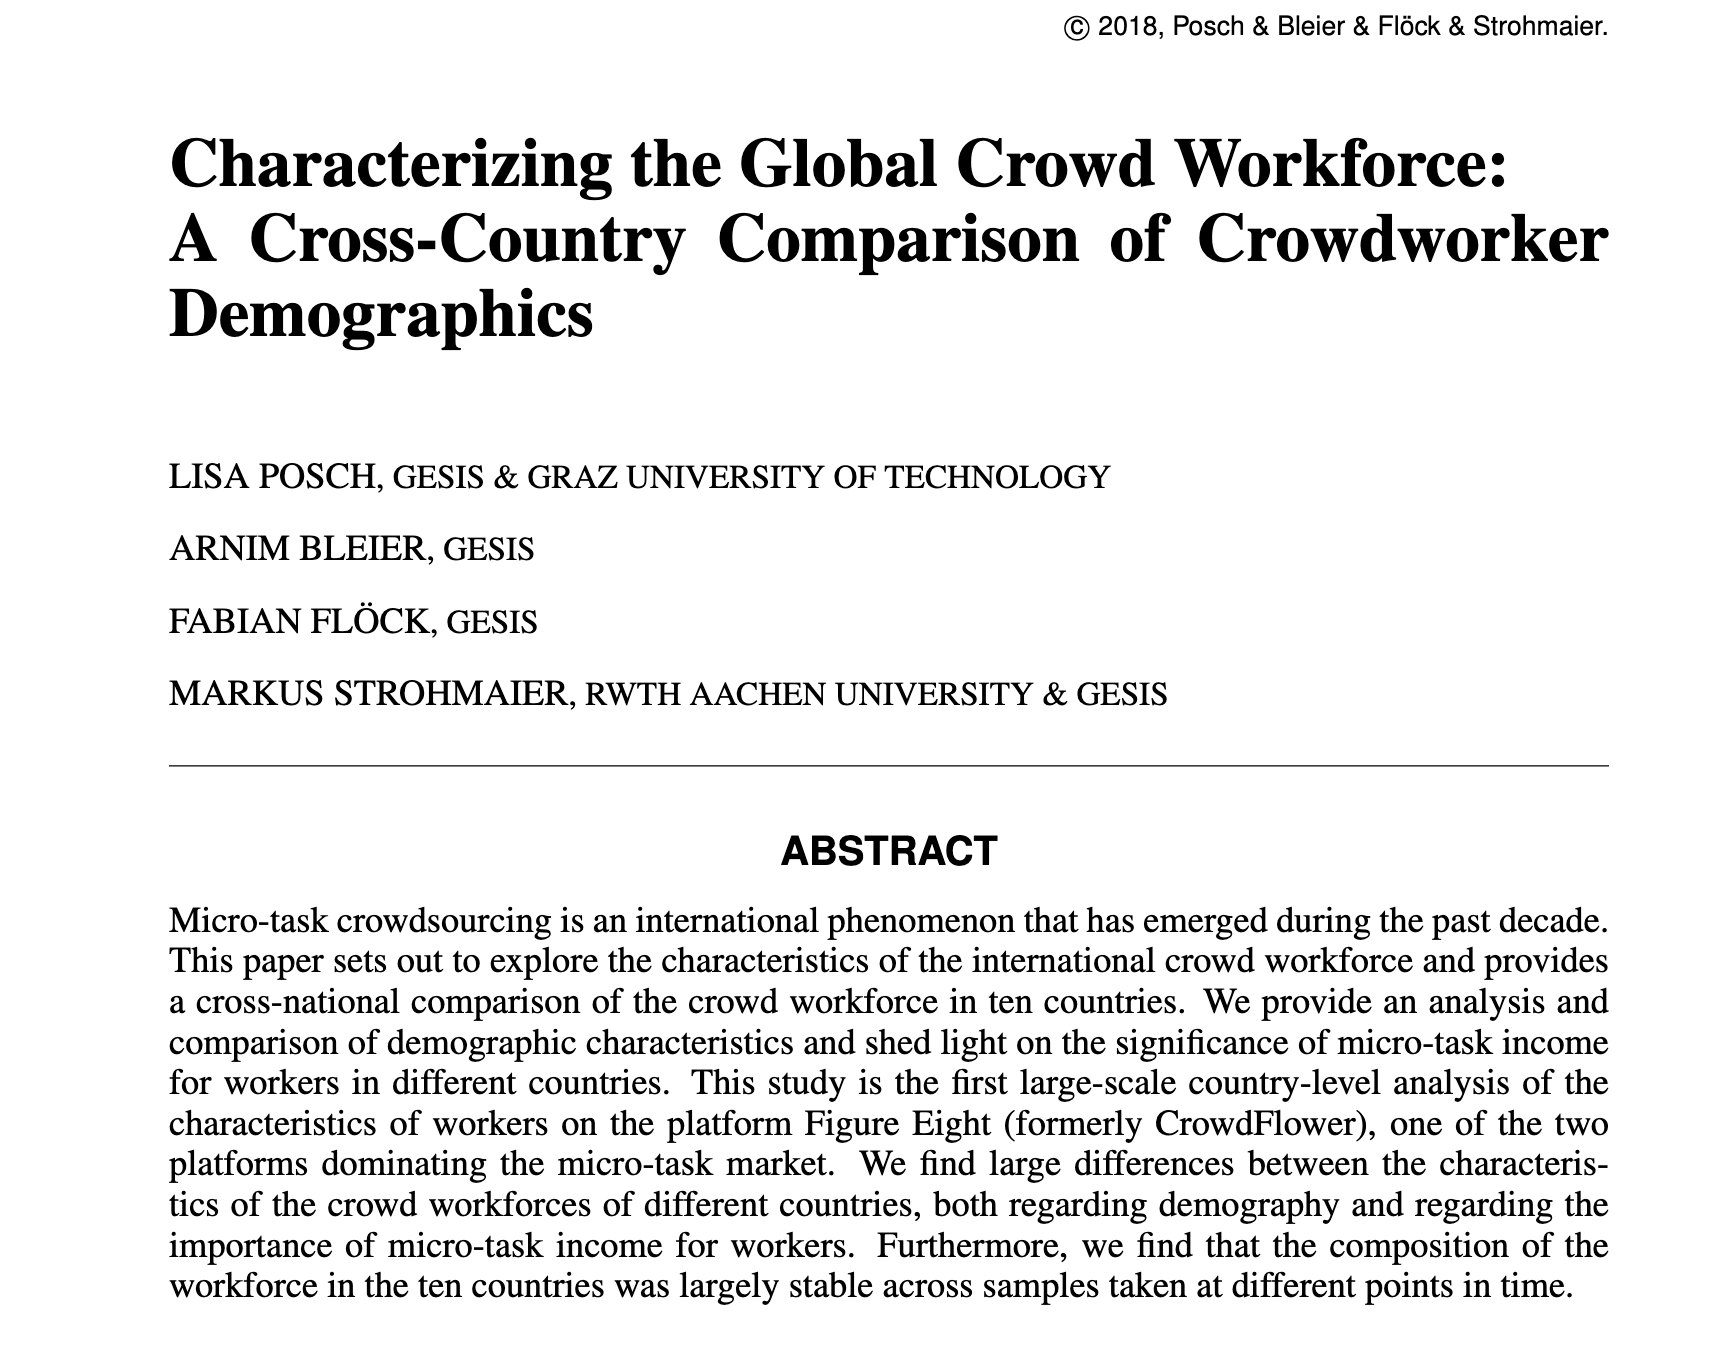 © 2018, Posch & Bleier & Flöck & Strohmaier.
Characterizing the Global Crowd Workforce:
A Cross-Country Comparison of Crowdworker
Demographics
LISA POSCH, GESIS & GRAZ UNIVERSITY OF TECHNOLOGY
ARNIM BLEIER, GESIS
FABIAN FLÖCK, GESIS
MARKUS STROHMAIER, RWTH AACHEN UNIVERSITY & GESIS
ABSTRACT
Micro-task crowdsourcing is an international phenomenon that has emerged during the past decade.
This paper sets out to explore the characteristics of the international crowd workforce and provides
a cross-national comparison of the crowd workforce in ten countries. We provide an analysis and
comparison of demographic characteristics and shed light on the significance of micro-task income
for workers in different countries. This study is the first large-scale country-level analysis of the
characteristics of workers on the platform Figure Eight (formerly CrowdFlower), one of the two
platforms dominating the micro-task market. We find large differences between the characteris-
tics of the crowd workforces of different countries, both regarding demography and regarding the
importance of micro-task income for workers. Furthermore, we find that the composition of the
workforce in the ten countries was largely stable across samples taken at different points in time.